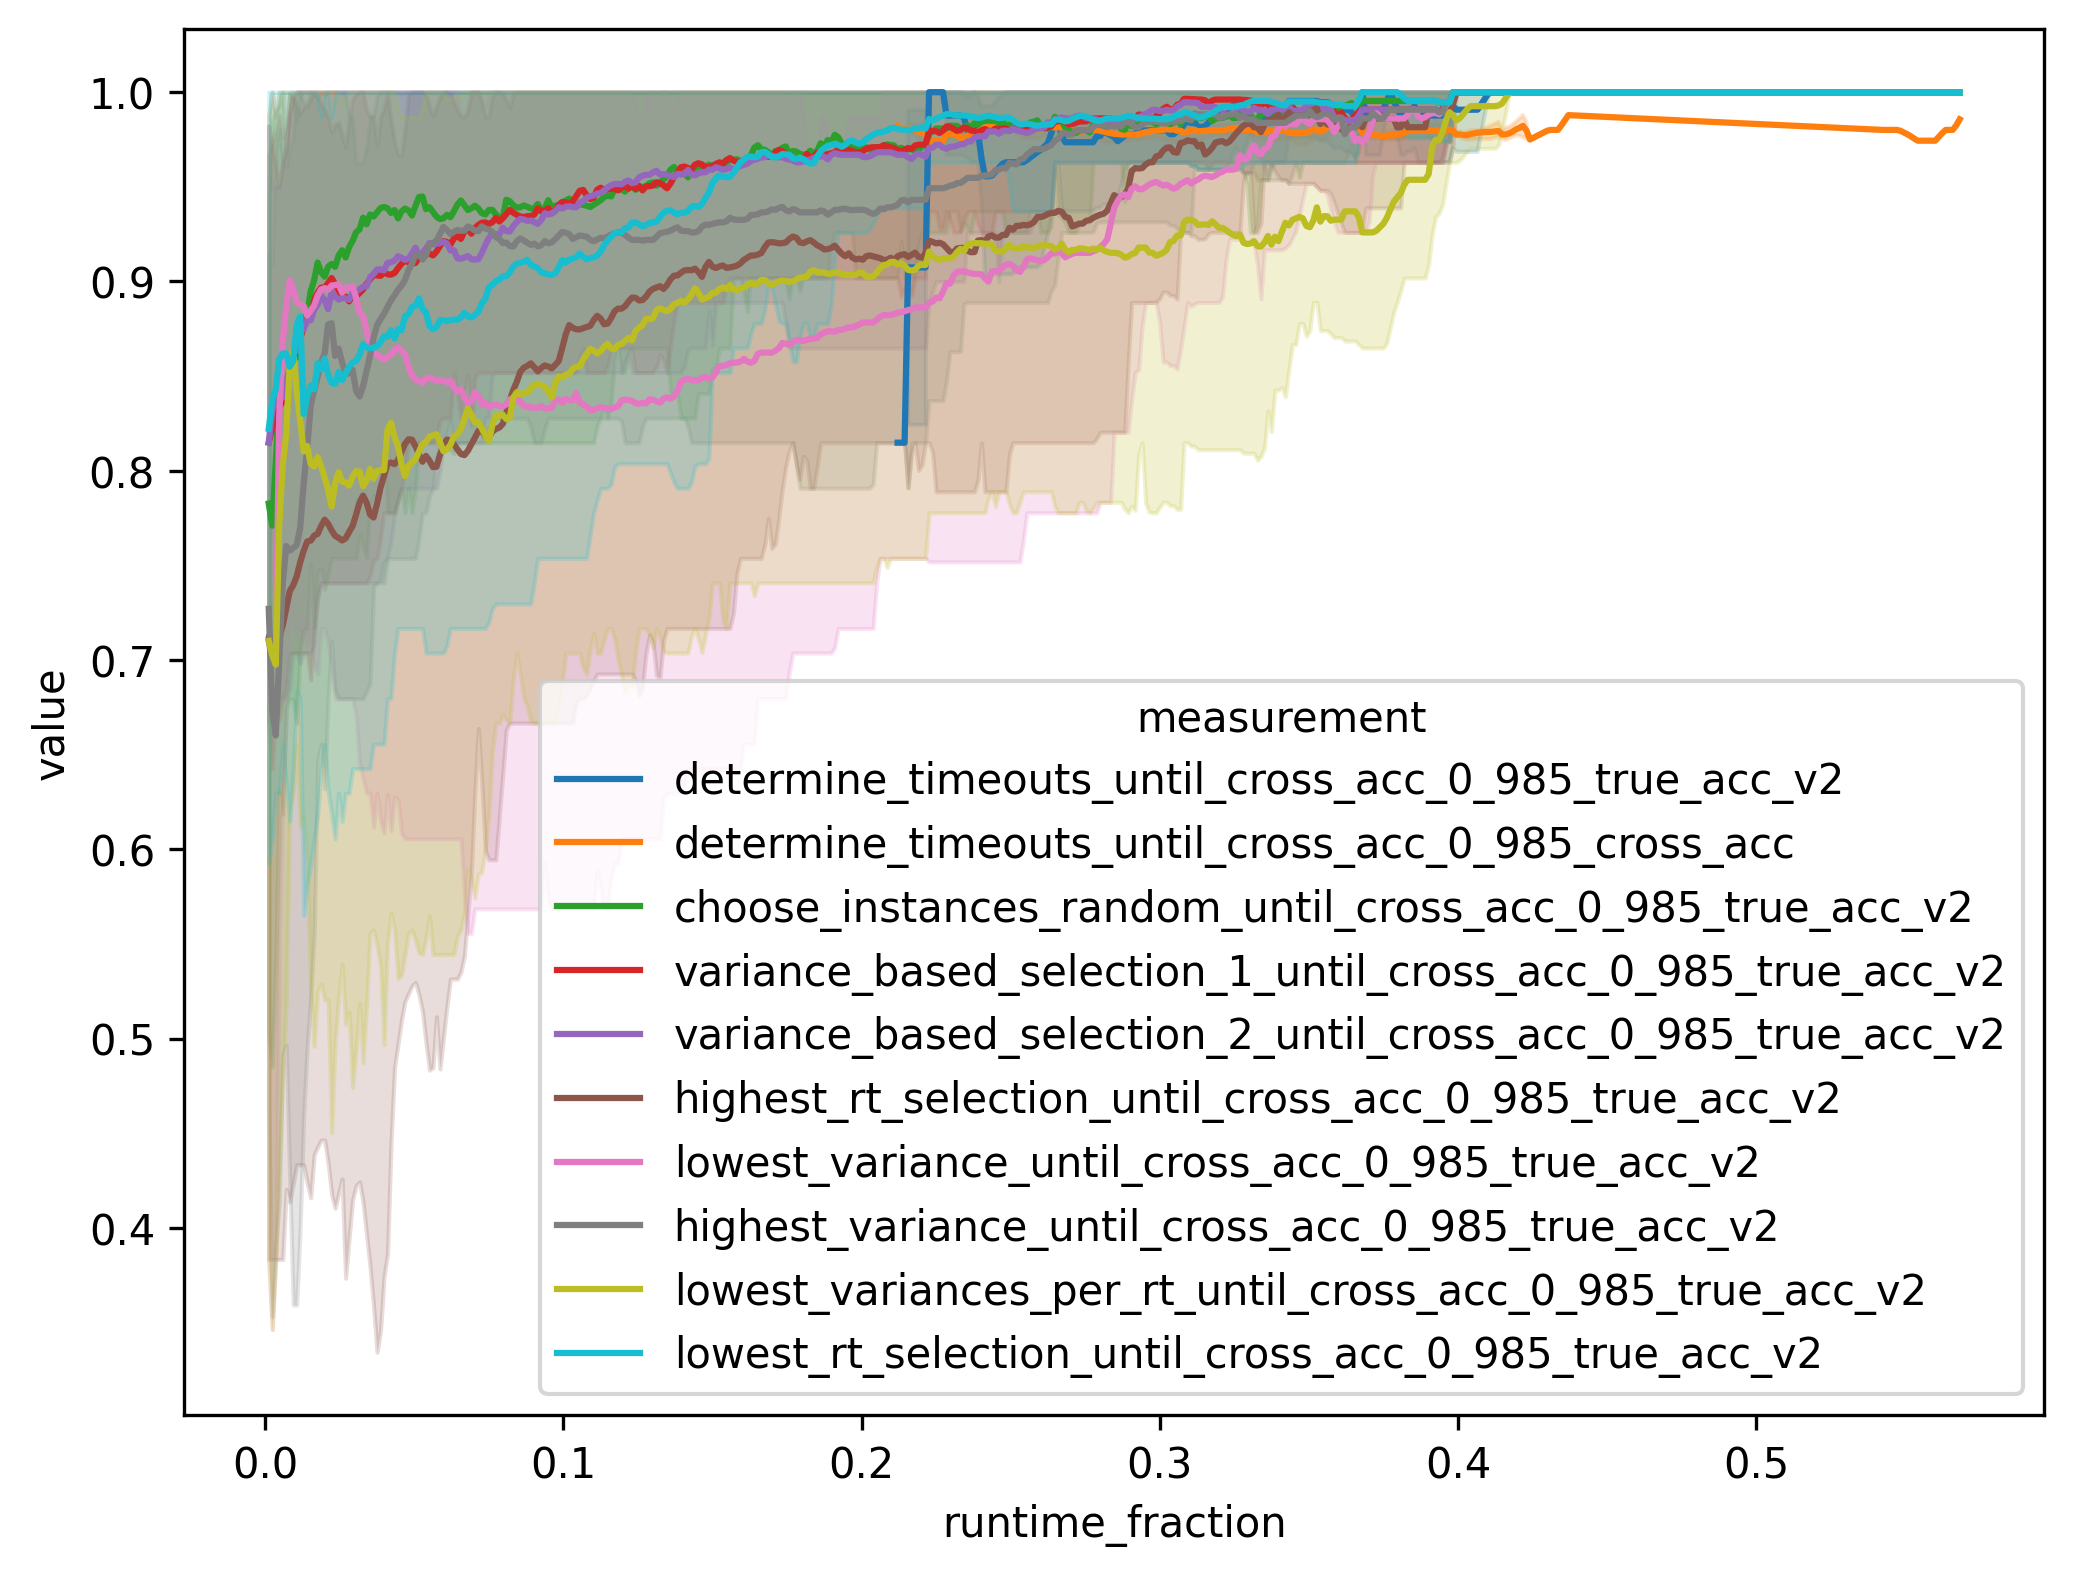 1.0
0.9
0.8
0.7
0.6
0.5
0.4
value
measurement
determine_timeouts_until_cross_acc_0_985_true_acc_v2
determine_timeouts_until_cross_acc_0_985_cross_acc
choose_instances_random_until_cross_acc_0_985_true_acc_v2
variance_based_selection_1_until_cross_acc_0_985_true_acc_v2
variance_based_selection_2_until_cross_acc_0_985_true_acc_v2
highest_rt_selection_until_cross_acc_0_985_true_acc_v2
lowest_variance_until_cross_acc_0_985_true_acc_v2
highest_variance_until_cross_acc_0_985_true_acc_v2
lowest_variances_per_rt_until_cross_acc_0_985_true_acc_v2
lowest_rt_selection_until_cross_acc_0_985_true_acc_v2
0.0 0.1 0.2 0.3 0.4 0.5
runtime_fraction